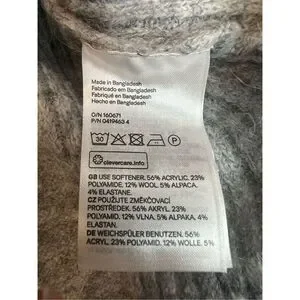 Made in Bangladesh
Fabricado em Bangladesh
Fabriqué en Bangladesh
Hecho en Bangladesh
O/N 160671
P/N 0419463 4
30
P
clevercare.info
GB USE SOFTENER. 56% ACRYLIC. 23%
POLYAMIDE. 12% WOOL. 5% ALPACA.
4% ELASTANE.
CZ POUŽIJTE ZMĚKČOVACÍ
PROSTŘEDEK. 56% AKRYL. 23%
POLYAMID. 12% VLNA. 5% ALPAKA. 4%
ELASTAN.
DE WEICHSPÜLER BENUTZEN. 56%
ACRYL, 23% POLYAMID. 12% WOLLE. 5%